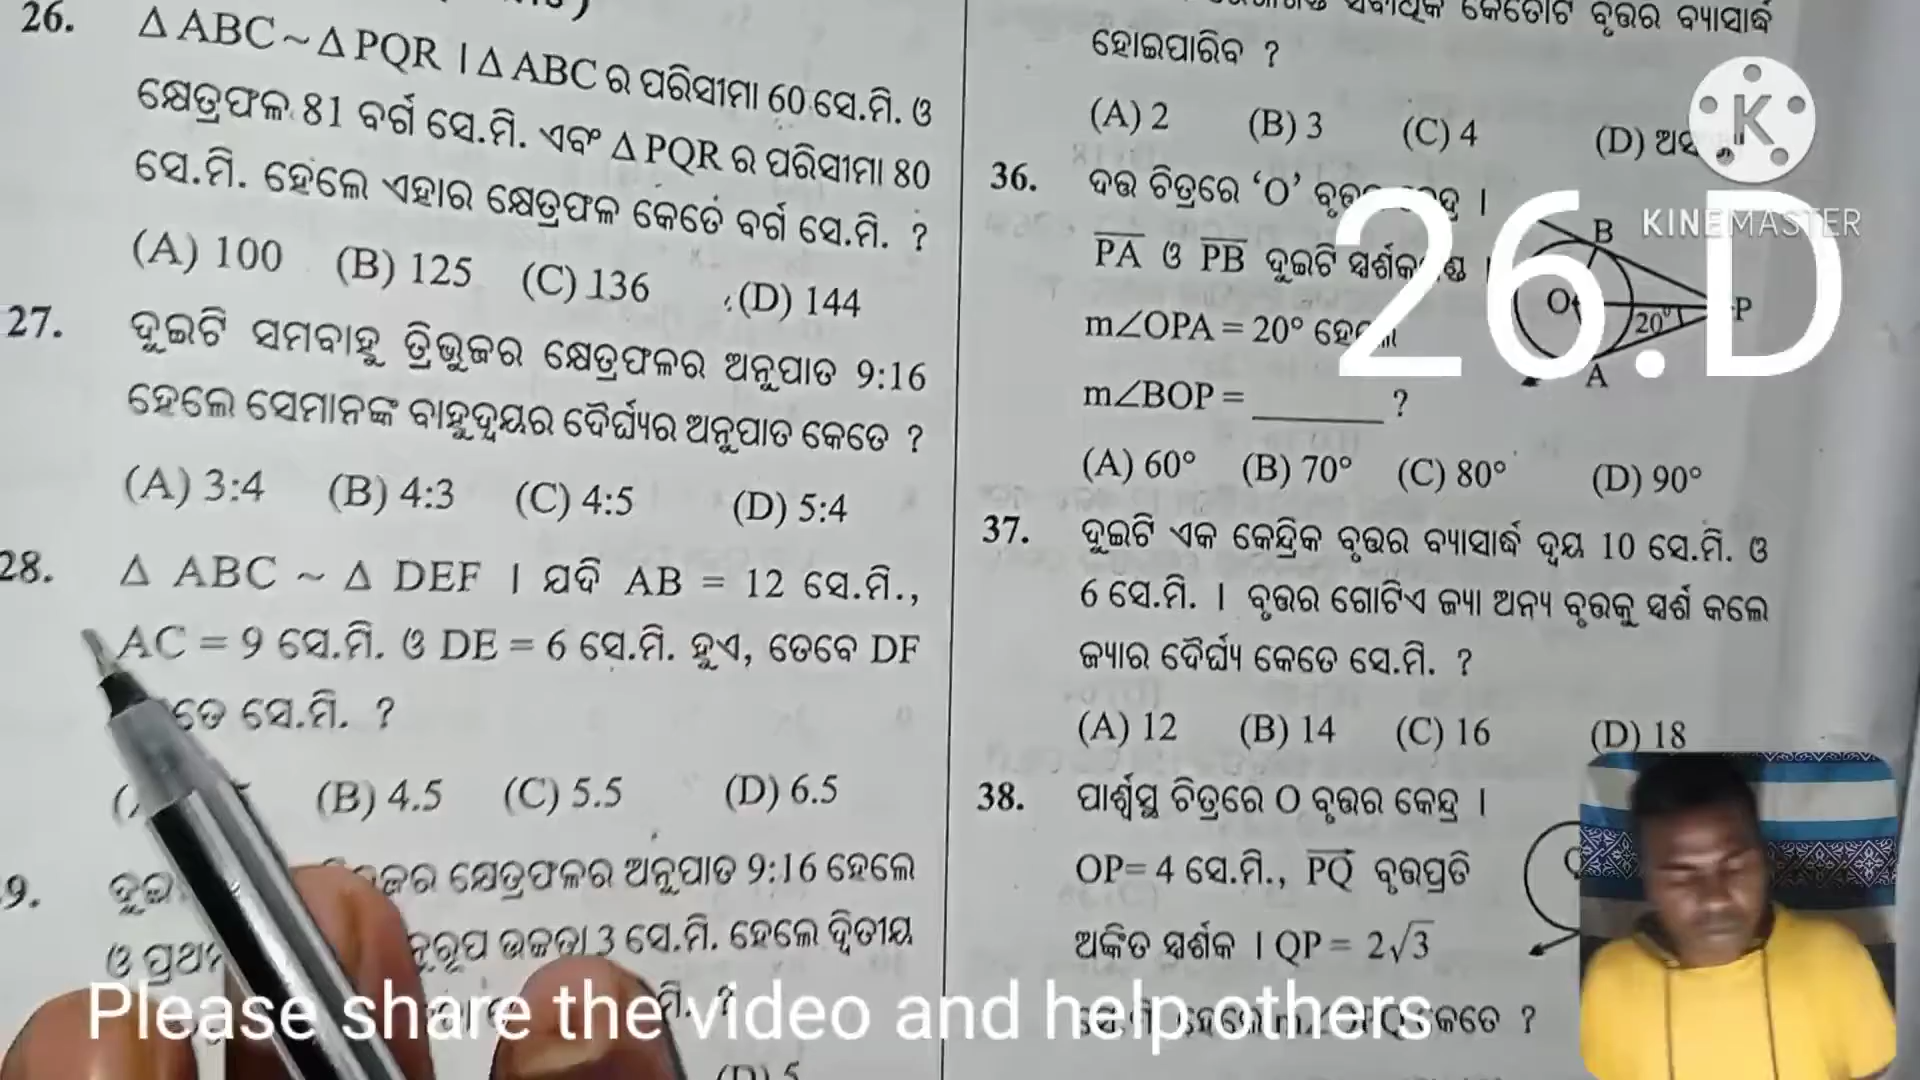 26.
Δ ABC ~ Δ PQR । Δ ABC ର ପରିସୀମା 60 ସେ.ମି. ଓ
କ୍ଷେତ୍ରଫଳ 81 ବର୍ଗ ସେ.ମି. ଏବଂ Δ PQR ର ପରିସୀମା 80
ସେ.ମି. ହେଲେ ଏହାର କ୍ଷେତ୍ରଫଳ କେତେ ବର୍ଗ ସେ.ମି. ?
(A) 100 (B) 125 (C) 136 (D) 144
27. ଦୁଇଟି ସମବାହୁ ତ୍ରିଭୁଜର କ୍ଷେତ୍ରଫଳର ଅନୁପାତ 9:16
ହେଲେ ସେମାନଙ୍କ ବାହୁଦ୍ୱୟର ଦୈର୍ଘ୍ୟର ଅନୁପାତ କେତେ ?
(A) 3:4 (B) 4:3 (C) 4:5 (D) 5:4
28. Δ ABC ~ Δ DEF । ଯଦି AB = 12 ସେ.ମି.,
AC = 9 ସେ.ମି. ଓ DE = 6 ସେ.ମି. ହୁଏ, ତେବେ DF
ସେ.ମି. ?
(B) 4.5 (C) 5.5 (D) 6.5
9. କ୍ଷେତ୍ରଫଳର ଅନୁପାତ 9:16 ହେଲେ
ଉଚ୍ଚତା 3 ସେ.ମି. ହେଲେ ଦ୍ୱିତୀୟ
(D) 5
ସର୍ବାଧିକ କେତୋଟି ବୃତ୍ତର ବ୍ୟାସାର୍ଦ୍ଧ
ହୋଇପାରିବ ?
(A) 2 (B) 3 (C) 4 (D)
36. ଦତ୍ତ ଚିତ୍ରରେ ‘O’
PA ଓ PB ଦୁଇଟି
m∠OPA = 20°
m∠BOP = ______ ?
(A) 60° (B) 70° (C) 80° (D) 90°
B
O
P
20°
A
37. ଦୁଇଟି ଏକ କେନ୍ଦ୍ରିକ ବୃତ୍ତର ବ୍ୟାସାର୍ଦ୍ଧ ଦ୍ୱୟ 10 ସେ.ମି. ଓ
6 ସେ.ମି. । ବୃତ୍ତର ଗୋଟିଏ ଜ୍ୟା ଅନ୍ୟ ବୃତ୍ତକୁ ସ୍ପର୍ଶ କଲେ
ଜ୍ୟାର ଦୈର୍ଘ୍ୟ କେତେ ସେ.ମି. ?
(A) 12 (B) 14 (C) 16 (D) 18
38. ପାର୍ଶ୍ୱସ୍ଥ ଚିତ୍ରରେ O ବୃତ୍ତର କେନ୍ଦ୍ର ।
OP= 4 ସେ.ମି., PQ ବୃତ୍ତପ୍ରତି
ଅଙ୍କିତ ସ୍ପର୍ଶକ । QP = 2√3
କେତେ ?
K
KINEMASTER
26.D
Please share the video and help others